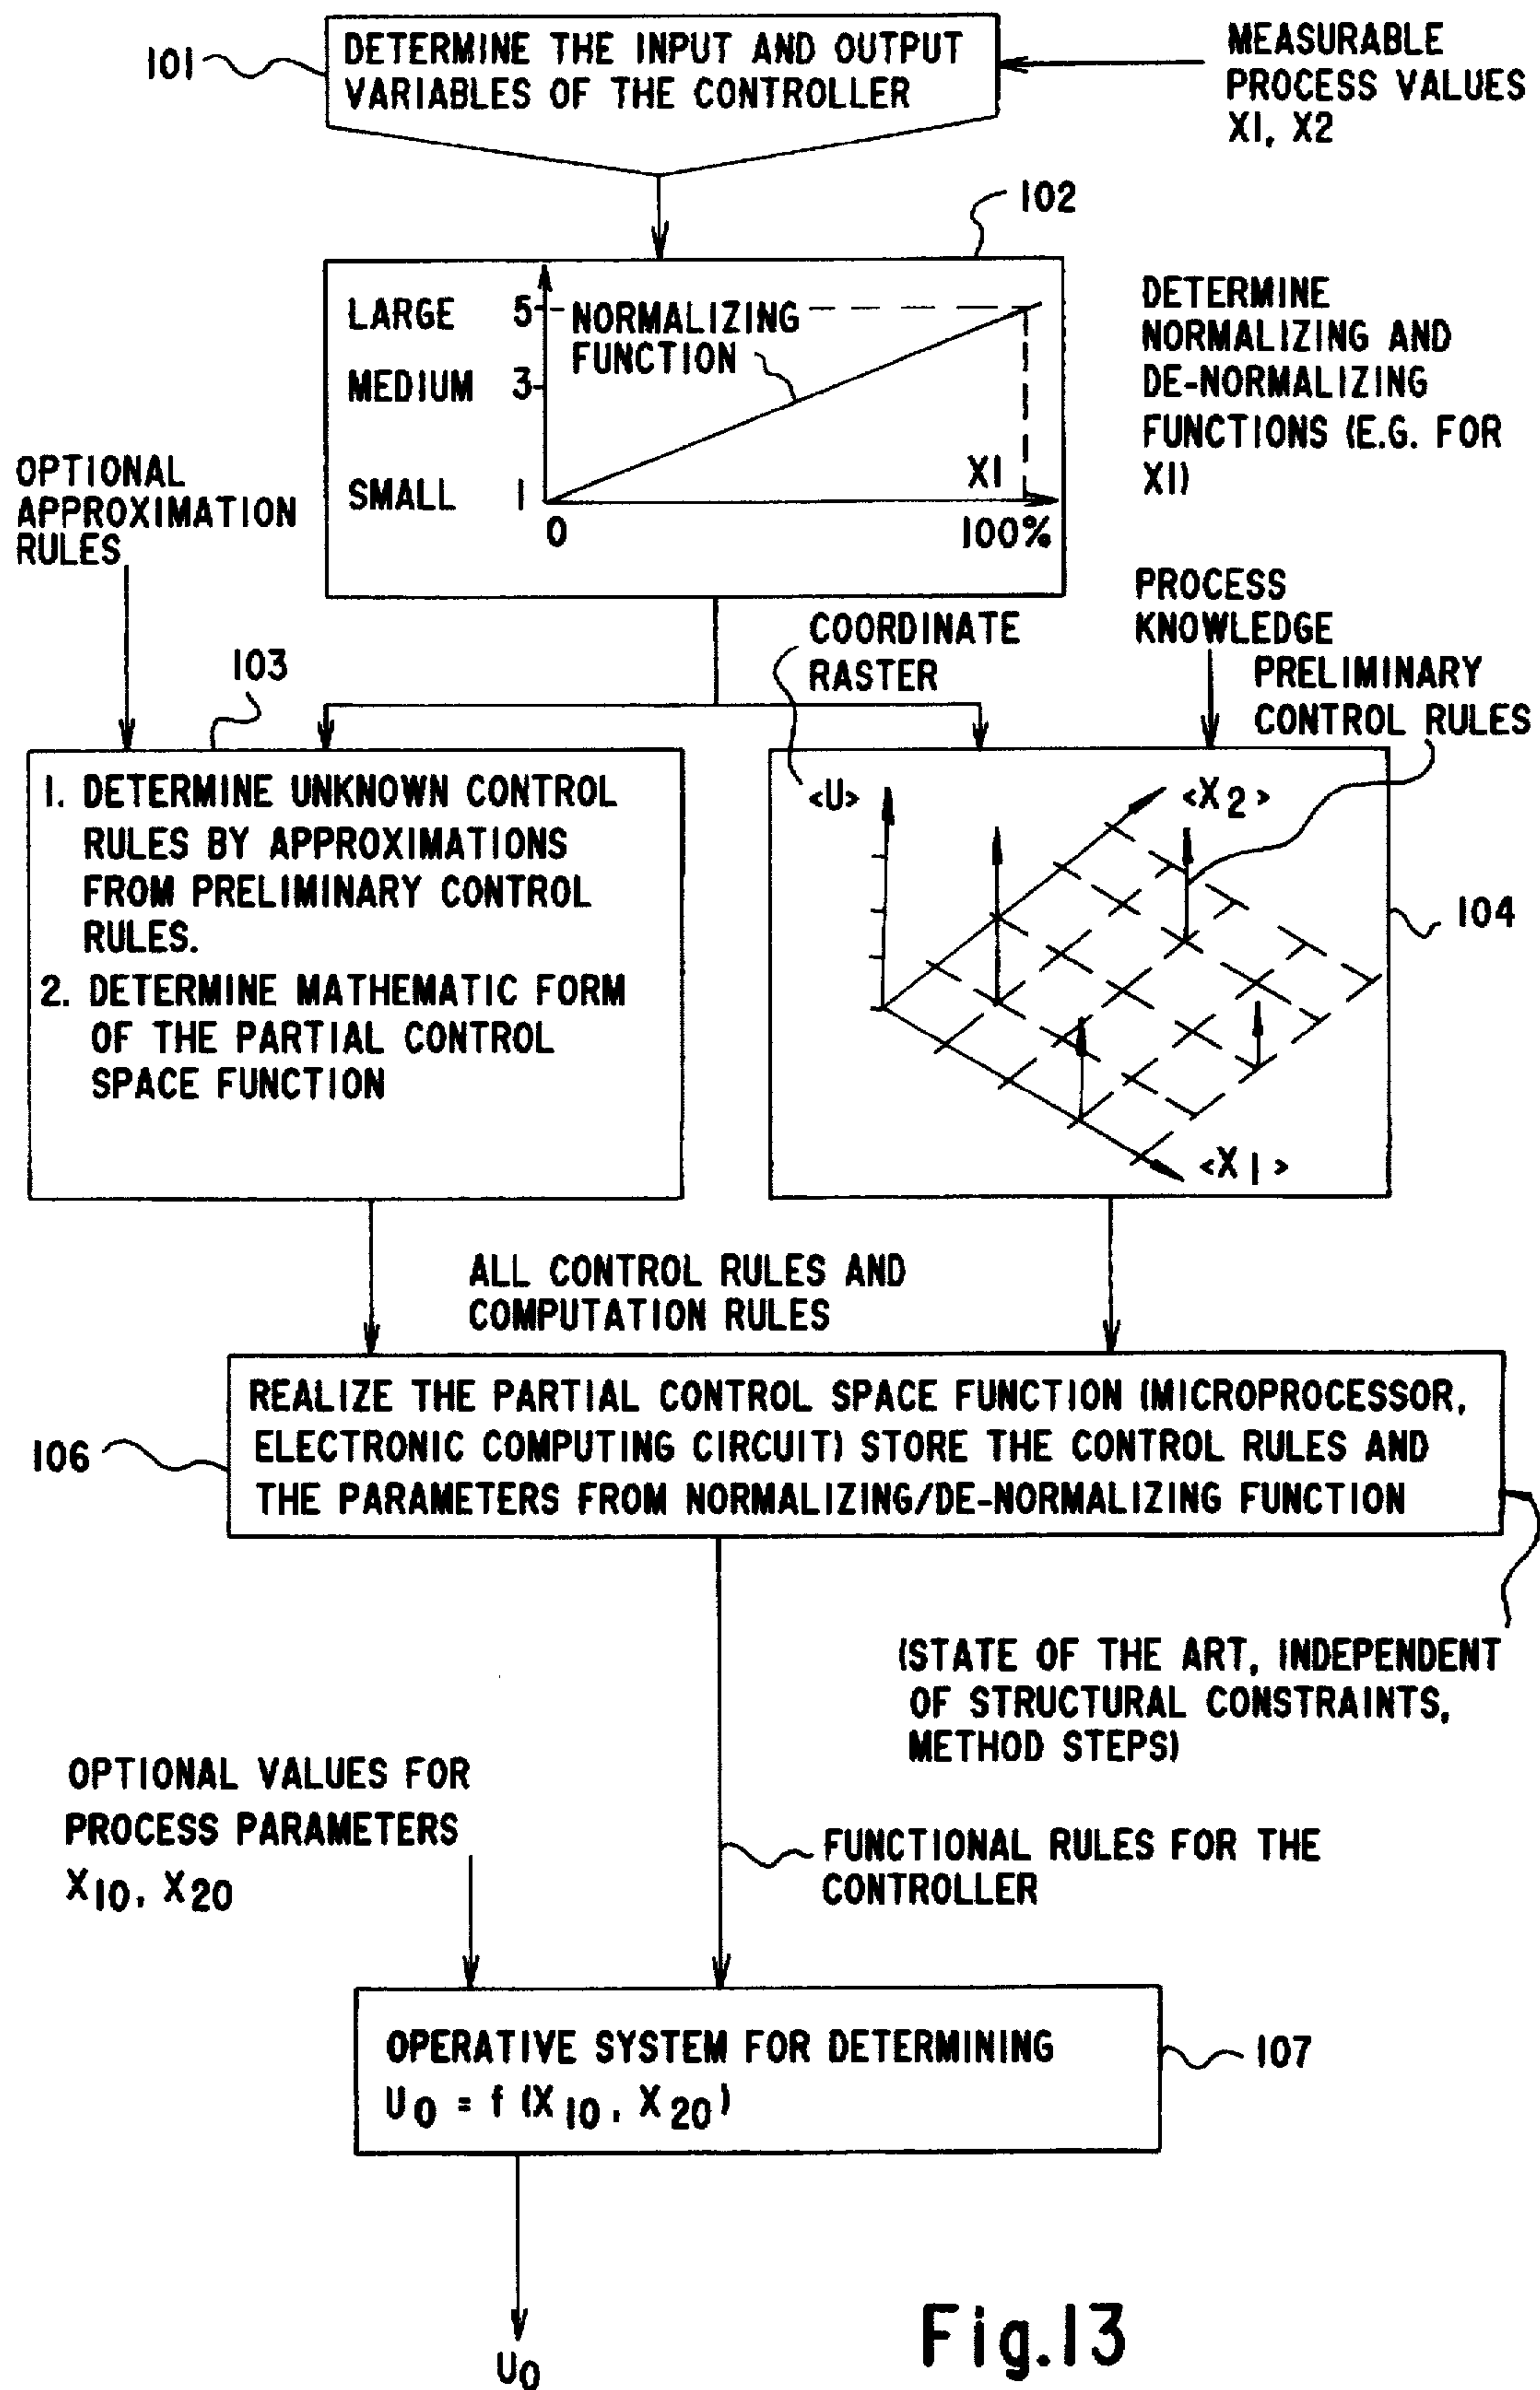 101
DETERMINE THE INPUT AND OUTPUT
VARIABLES OF THE CONTROLLER
MEASURABLE
PROCESS VALUES
X1, X2
102
LARGE 5
MEDIUM 3
SMALL 1
NORMALIZING
FUNCTION
X1
0
100%
DETERMINE
NORMALIZING AND
DE-NORMALIZING
FUNCTIONS (E.G. FOR
X1)
OPTIONAL
APPROXIMATION
RULES
103
COORDINATE
RASTER
PROCESS
KNOWLEDGE
PRELIMINARY
CONTROL RULES
1. DETERMINE UNKNOWN CONTROL
RULES BY APPROXIMATIONS
FROM PRELIMINARY CONTROL
RULES.
2. DETERMINE MATHEMATIC FORM
OF THE PARTIAL CONTROL
SPACE FUNCTION
<U>
<X2>
<X1>
104
ALL CONTROL RULES AND
COMPUTATION RULES
106
REALIZE THE PARTIAL CONTROL SPACE FUNCTION (MICROPROCESSOR,
ELECTRONIC COMPUTING CIRCUIT) STORE THE CONTROL RULES AND
THE PARAMETERS FROM NORMALIZING/DE-NORMALIZING FUNCTION
(STATE OF THE ART, INDEPENDENT
OF STRUCTURAL CONSTRAINTS,
METHOD STEPS)
OPTIONAL VALUES FOR
PROCESS PARAMETERS
X10, X20
FUNCTIONAL RULES FOR THE
CONTROLLER
OPERATIVE SYSTEM FOR DETERMINING
U0 = f (X10, X20)
107
U0
Fig.13